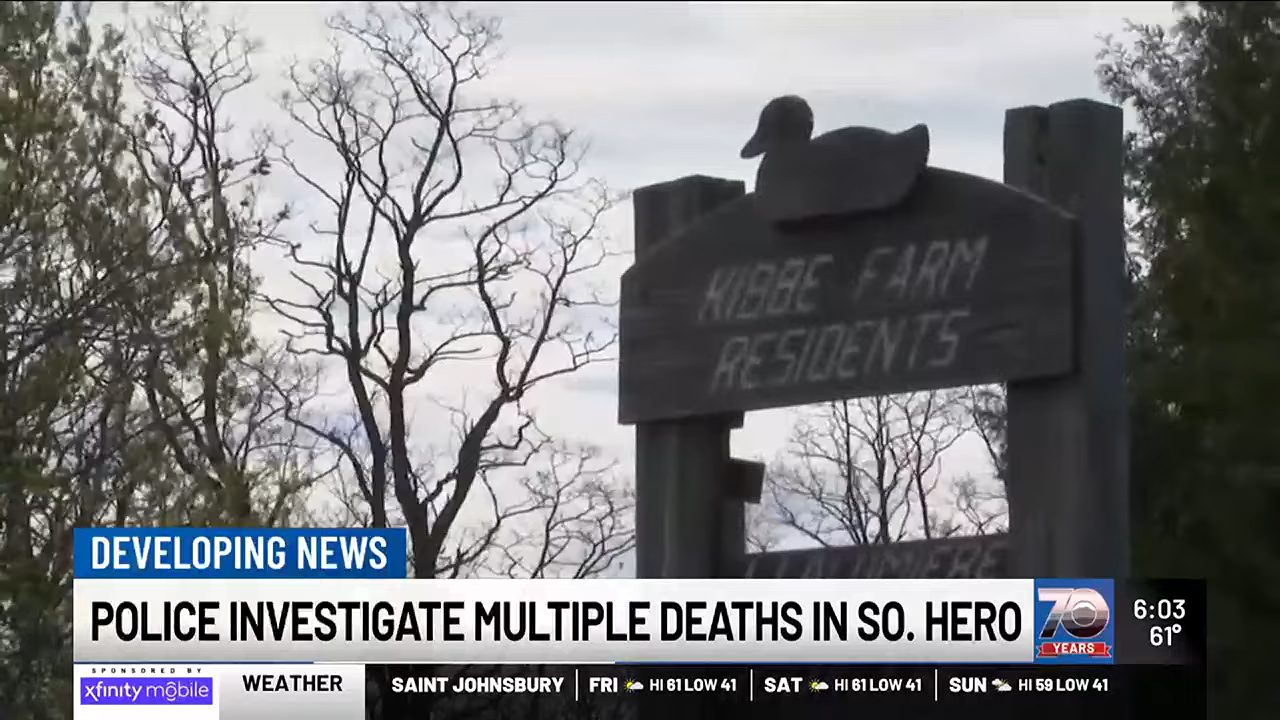 KIBBE FARM
RESIDENTS
DEVELOPING NEWS
POLICE INVESTIGATE MULTIPLE DEATHS IN SO. HERO
70
YEARS
6:03
61°
SPONSORED BY
xfinity mobile
WEATHER
SAINT JOHNSBURY
FRI HI 61 LOW 41
SAT HI 61 LOW 41
SUN HI 59 LOW 41